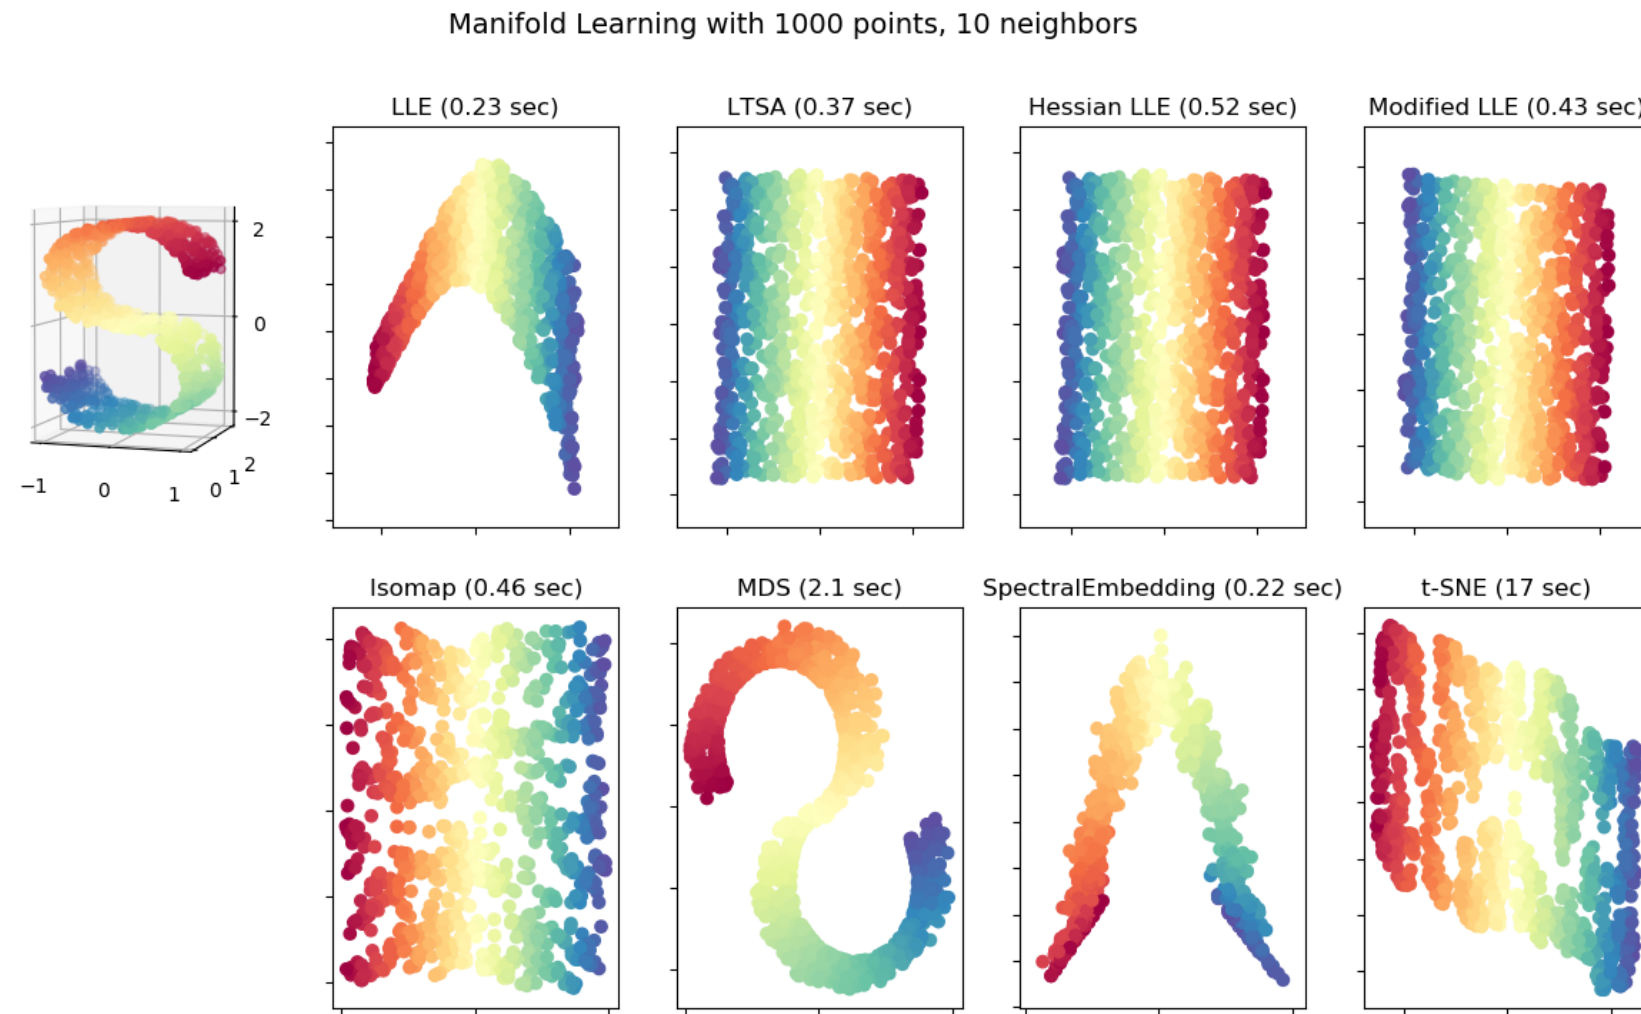 Manifold Learning with 1000 points, 10 neighbors
LLE (0.23 sec)
LTSA (0.37 sec)
Hessian LLE (0.52 sec)
Modified LLE (0.43 sec)
2
0
−2
−1
0
1
0
1
2
Isomap (0.46 sec)
MDS (2.1 sec)
SpectralEmbedding (0.22 sec)
t-SNE (17 sec)